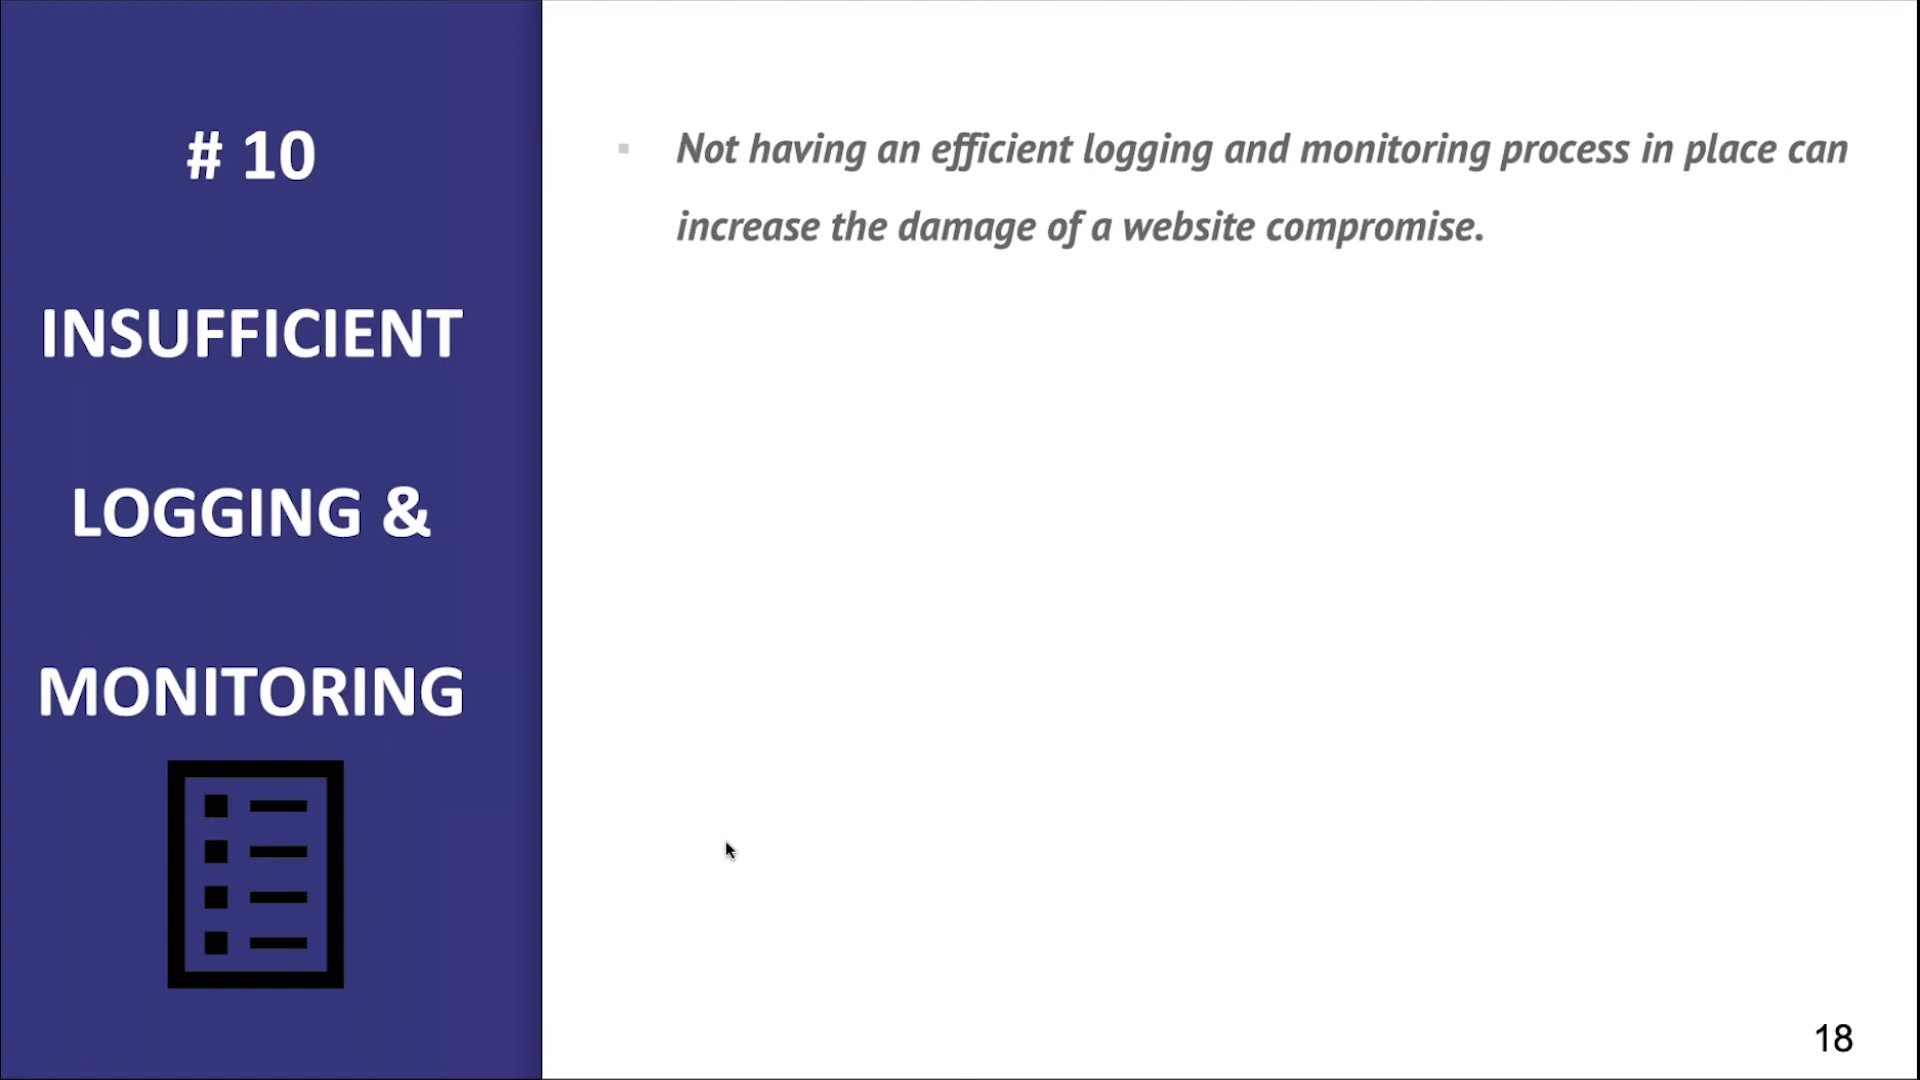 # 10
INSUFFICIENT
LOGGING &
MONITORING
Not having an efficient logging and monitoring process in place can
increase the damage of a website compromise.
18